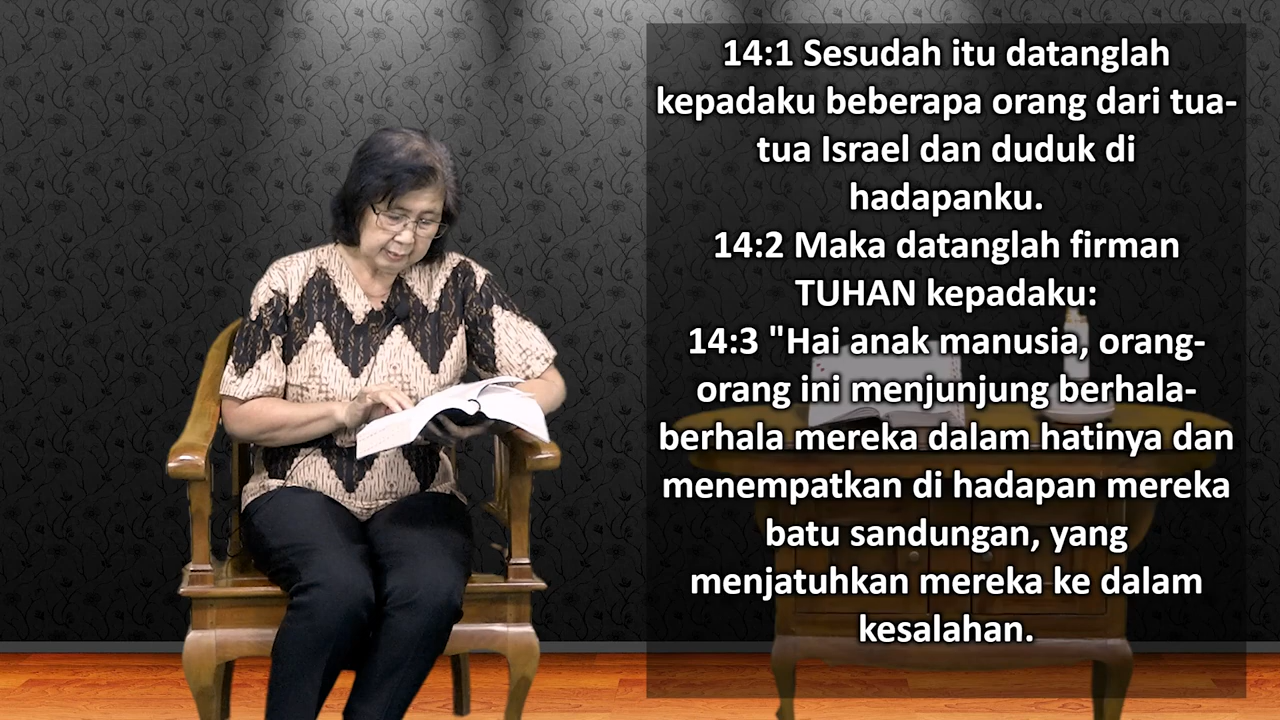 14:1 Sesudah itu datanglah
kepadaku beberapa orang dari tua-
tua Israel dan duduk di
hadapanku.
14:2 Maka datanglah firman
TUHAN kepadaku:
14:3 "Hai anak manusia, orang-
orang ini menjunjung berhala-
berhala mereka dalam hatinya dan
menempatkan di hadapan mereka
batu sandungan, yang
menjatuhkan mereka ke dalam
kesalahan.